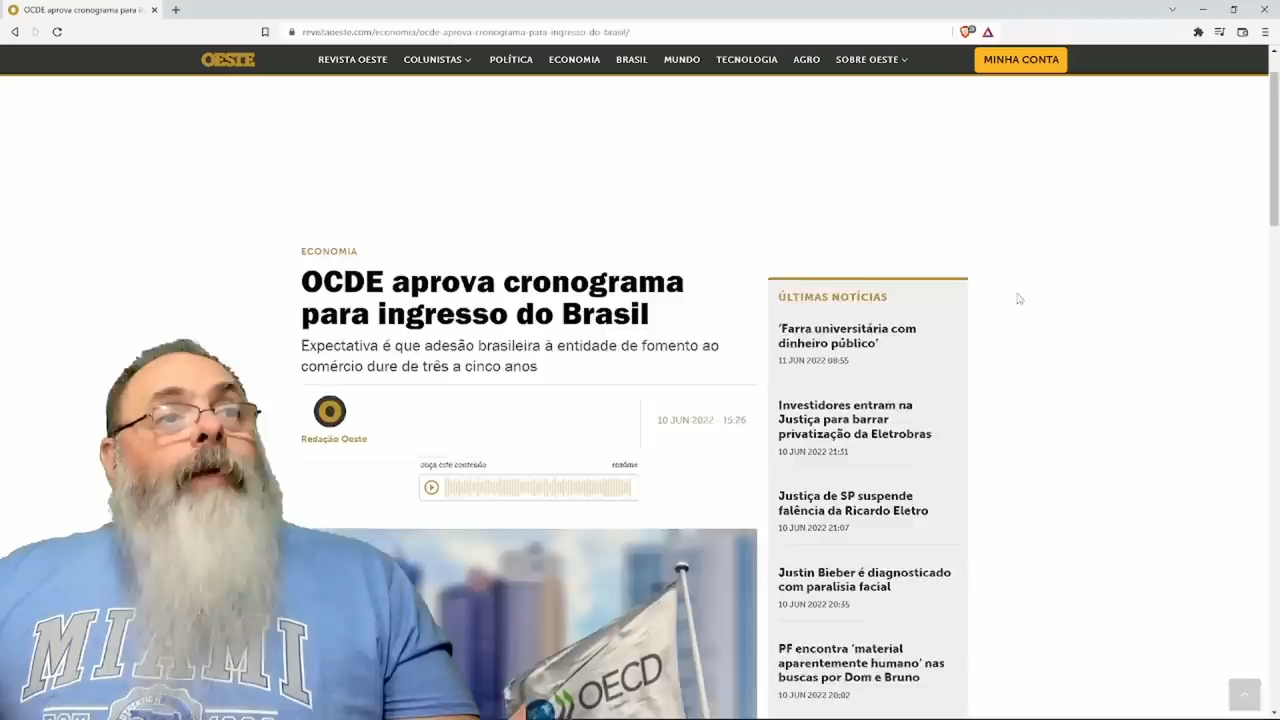 OCDE aprova cronograma para in
revistaoeste.com/economia/ocde-aprova-cronograma-para-ingresso-do-brasil/
OESTE
REVISTA OESTE
COLUNISTAS
POLÍTICA
ECONOMIA
BRASIL
MUNDO
TECNOLOGIA
AGRO
SOBRE OESTE
MINHA CONTA
ECONOMIA
OCDE aprova cronograma
para ingresso do Brasil
Expectativa é que adesão brasileira à entidade de fomento ao
comércio dure de três a cinco anos
Redação Oeste
10 JUN 2022 - 15:26
ouça este conteúdo
readme
OECD
MIAMI
ÚLTIMAS NOTÍCIAS
'Farra universitária com
dinheiro público'
11 JUN 2022 08:55
Investidores entram na
Justiça para barrar
privatização da Eletrobras
10 JUN 2022 21:31
Justiça de SP suspende
falência da Ricardo Eletro
10 JUN 2022 21:07
Justin Bieber é diagnosticado
com paralisia facial
10 JUN 2022 20:35
PF encontra 'material
aparentemente humano' nas
buscas por Dom e Bruno
10 JUN 2022 20:02